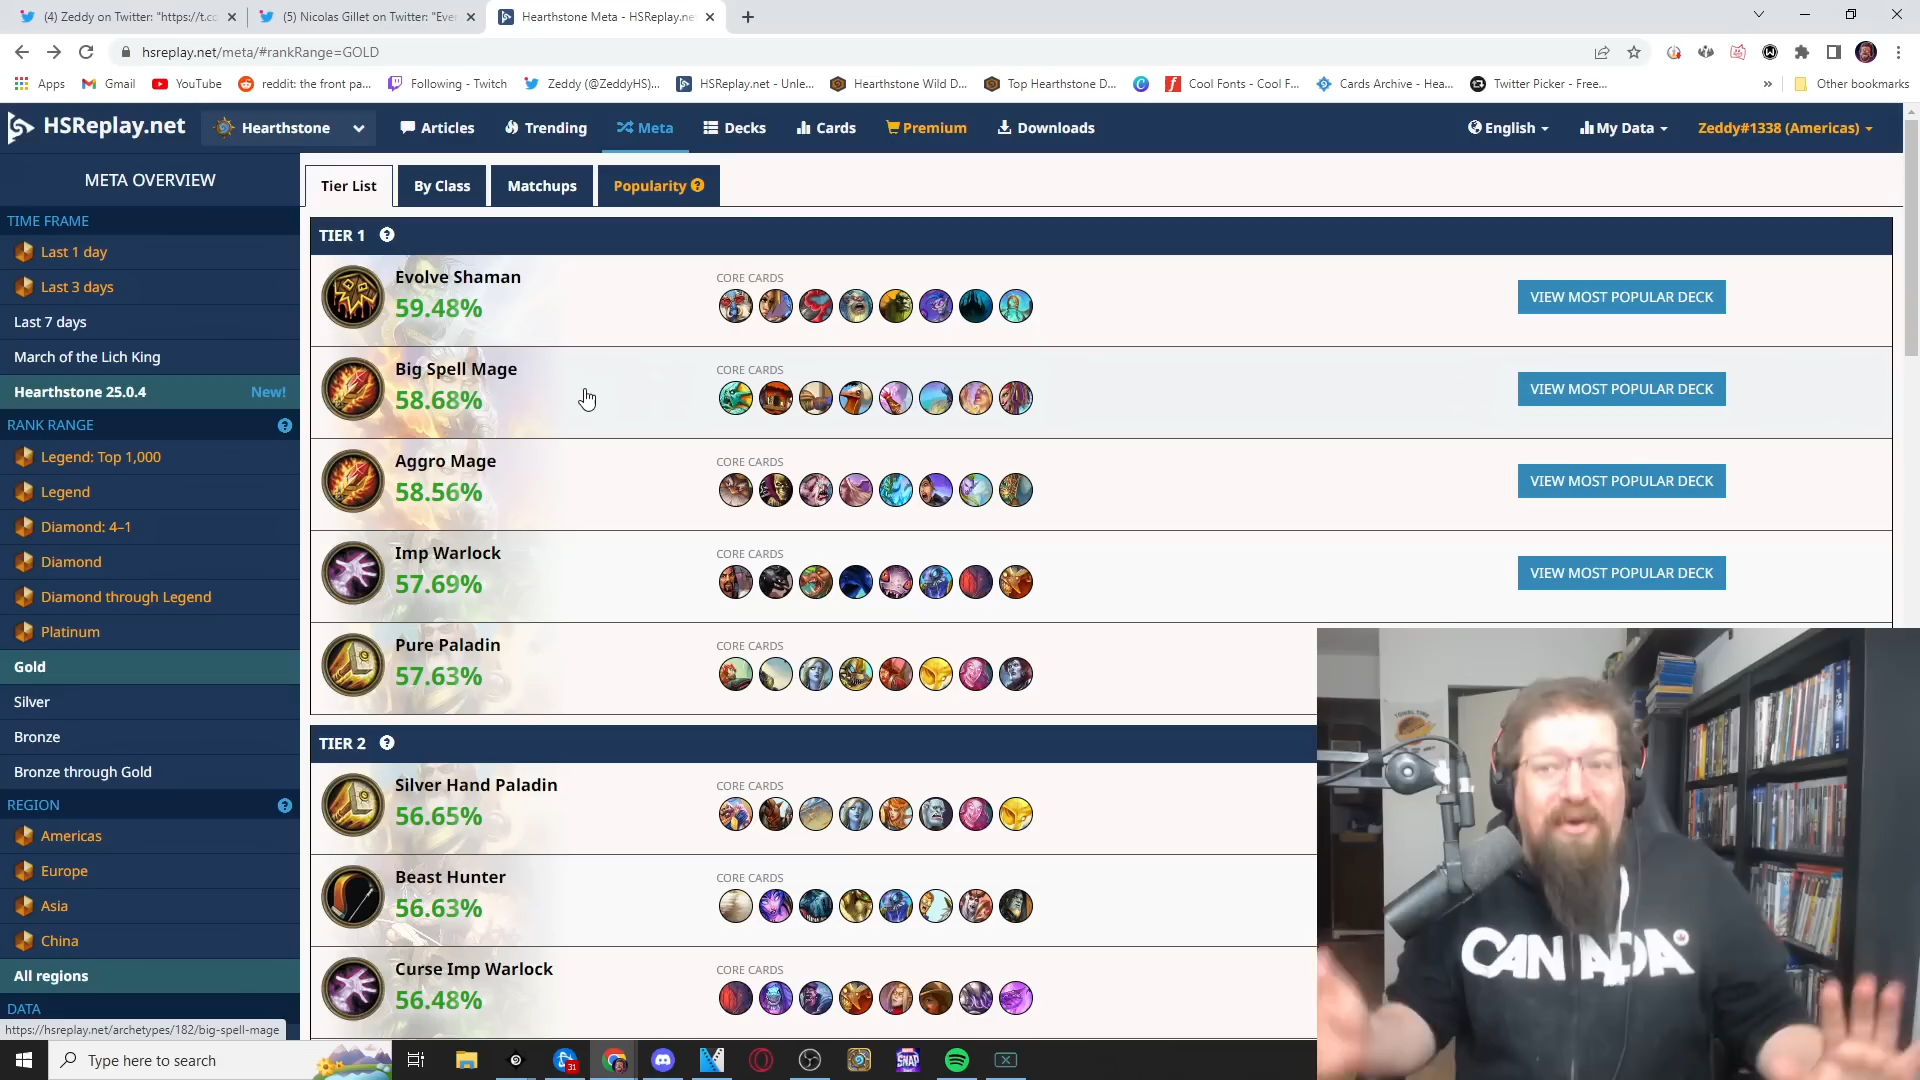 (4) Zeddy on Twitter: "https://t.co
(5) Nicolas Gillet on Twitter: "Ever
Hearthstone Meta - HSReplay.ne
hsreplay.net/meta/#rankRange=GOLD
Apps
Gmail
YouTube
reddit: the front pa...
Following - Twitch
Zeddy (@ZeddyHS)...
HSReplay.net - Unle...
Hearthstone Wild D...
Top Hearthstone D...
Cool Fonts - Cool F...
Cards Archive - Hea...
Twitter Picker - Free...
»
Other bookmarks
HSReplay.net
Hearthstone
Articles
Trending
Meta
Decks
Cards
Premium
Downloads
English
My Data
Zeddy#1338 (Americas)
META OVERVIEW
TIME FRAME
Last 1 day
Last 3 days
Last 7 days
March of the Lich King
Hearthstone 25.0.4 New!
RANK RANGE
Legend: Top 1,000
Legend
Diamond: 4–1
Diamond
Diamond through Legend
Platinum
Gold
Silver
Bronze
Bronze through Gold
REGION
Americas
Europe
Asia
China
All regions
DATA
https://hsreplay.net/archetypes/182/big-spell-mage
Tier List
By Class
Matchups
Popularity
TIER 1
Evolve Shaman
59.48%
CORE CARDS
VIEW MOST POPULAR DECK
Big Spell Mage
58.68%
CORE CARDS
VIEW MOST POPULAR DECK
Aggro Mage
58.56%
CORE CARDS
VIEW MOST POPULAR DECK
Imp Warlock
57.69%
CORE CARDS
VIEW MOST POPULAR DECK
Pure Paladin
57.63%
CORE CARDS
TIER 2
Silver Hand Paladin
56.65%
CORE CARDS
Beast Hunter
56.63%
CORE CARDS
Curse Imp Warlock
56.48%
CORE CARDS
CANADA
Type here to search
31
SNAP